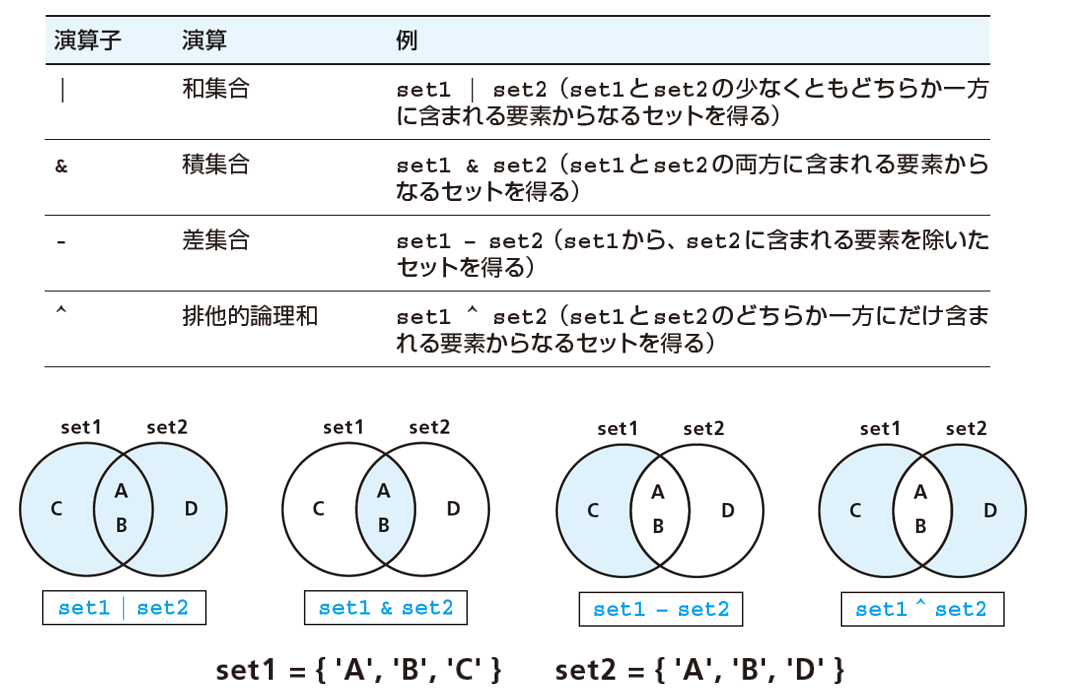 演算子 演算 例
| 和集合 set1 | set2（set1とset2の少なくともどちらか一方
に含まれる要素からなるセットを得る）
& 積集合 set1 & set2（set1とset2の両方に含まれる要素から
なるセットを得る）
- 差集合 set1 – set2（set1から、set2に含まれる要素を除いた
セットを得る）
^ 排他的論理和 set1 ^ set2（set1とset2のどちらか一方にだけ含ま
れる要素からなるセットを得る）
set1 set2 set1 set2 set1 set2 set1 set2
A A A A
C D C D C D C D
B B B B
set1 | set2 set1 & set2 set1 – set2 set1 ^ set2
set1 = { 'A', 'B', 'C' } set2 = { 'A', 'B', 'D' }